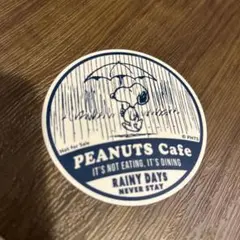 Not for Sale
© PNTS
PEANUTS Cafe
IT'S NOT EATING, IT'S DINING
RAINY DAYS
NEVER STAY